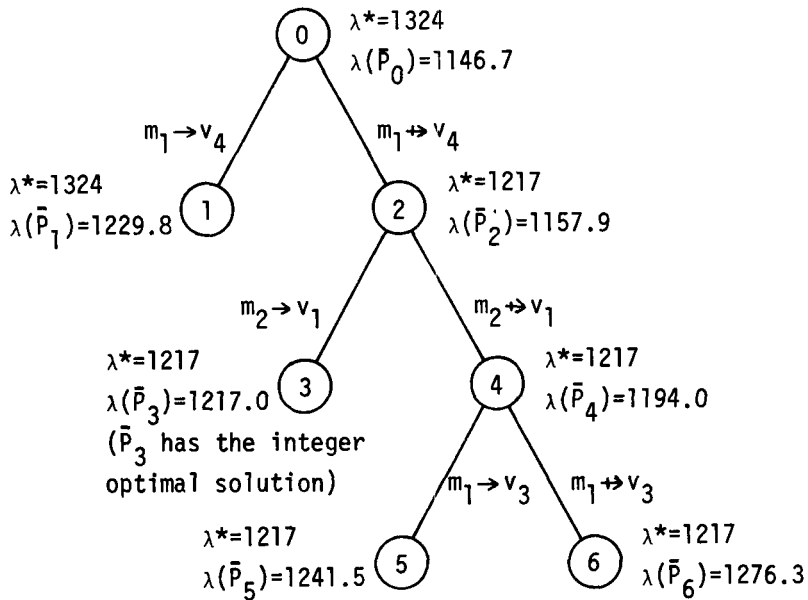 0
λ*=1324
λ(P̄₀)=1146.7
m₁→v₄
m₁↛v₄
λ*=1324
λ(P̄₁)=1229.8
1
2
λ*=1217
λ(P̄₂)=1157.9
m₂→v₁
m₂↛v₁
λ*=1217
λ(P̄₃)=1217.0
(P̄₃ has the integer
optimal solution)
3
4
λ*=1217
λ(P̄₄)=1194.0
m₁→v₃
m₁↛v₃
λ*=1217
λ(P̄₅)=1241.5
5
6
λ*=1217
λ(P̄₆)=1276.3